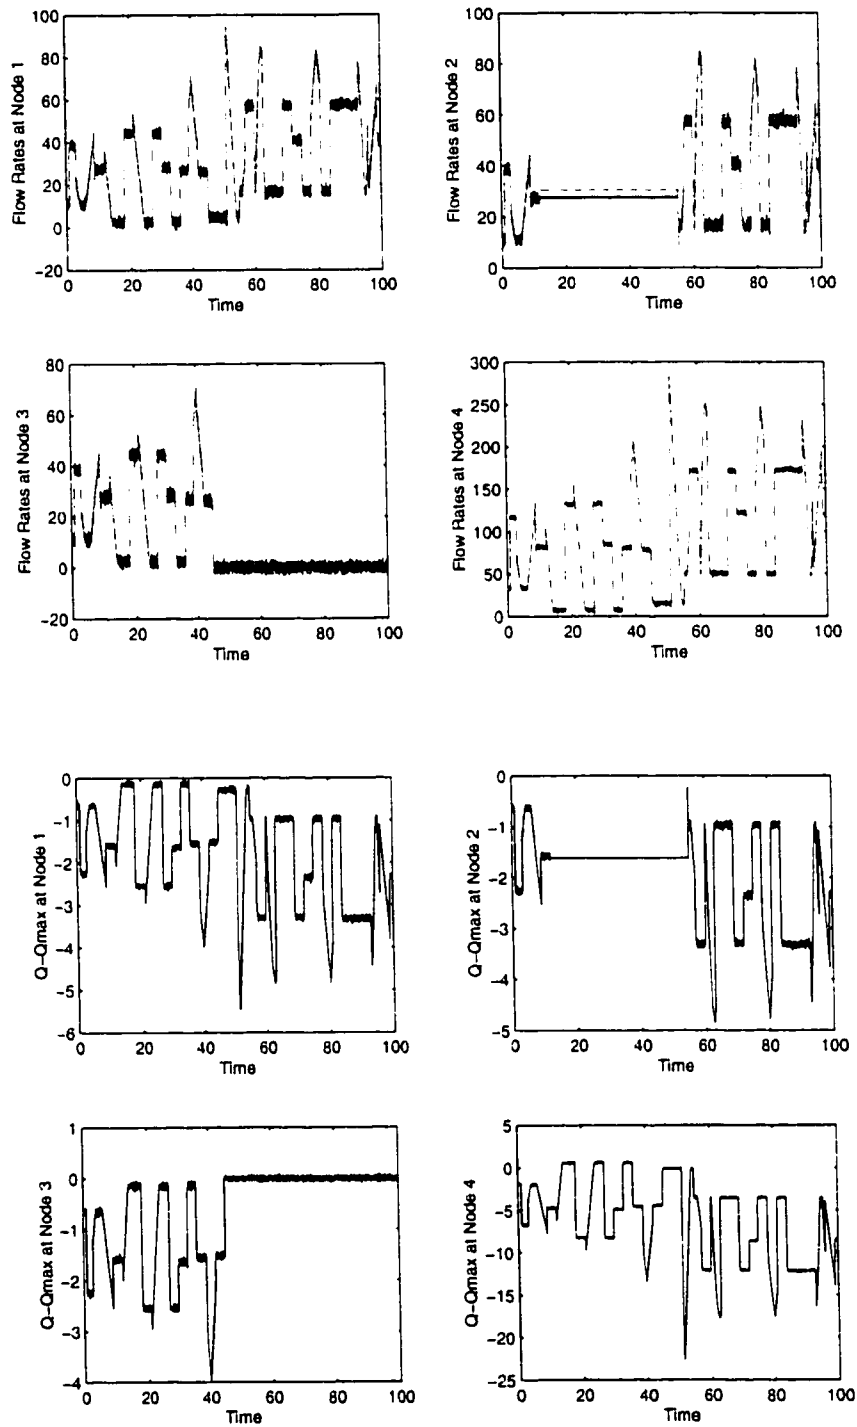 100
80
60
40
20
0
-20
Flow Rates at Node 1
0 20 40 60 80 100
Time
100
80
60
40
20
0
Flow Rates at Node 2
0 20 40 60 80 100
Time
80
60
40
20
0
-20
Flow Rates at Node 3
0 20 40 60 80 100
Time
300
250
200
150
100
50
0
Flow Rates at Node 4
0 20 40 60 80 100
Time
0
-1
-2
-3
-4
-5
-6
Q-Qmax at Node 1
0 20 40 60 80 100
Time
0
-1
-2
-3
-4
-5
Q-Qmax at Node 2
0 20 40 60 80 100
Time
1
0
-1
-2
-3
-4
Q-Qmax at Node 3
0 20 40 60 80 100
Time
5
0
-5
-10
-15
-20
-25
Q-Qmax at Node 4
0 20 40 60 80 100
Time